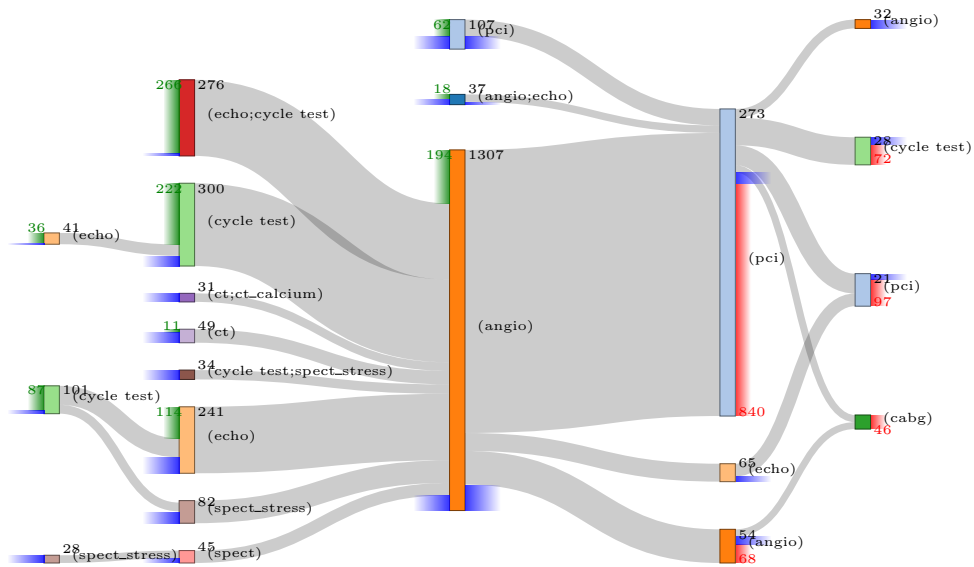 36 41 (echo)
87 101 (cycle test)
28 (spect_stress)
266 276 (echo;cycle test)
222 300 (cycle test)
31 (ct;ct_calcium)
11 49 (ct)
34 (cycle test;spect_stress)
114 241 (echo)
82 (spect_stress)
45 (spect)
62 107 (pci)
18 37 (angio;echo)
194 1307 (angio)
273 (pci) 840
65 (echo)
54 (angio) 68
32 (angio)
28 (cycle test) 72
21 (pci) 97
(cabg) 46